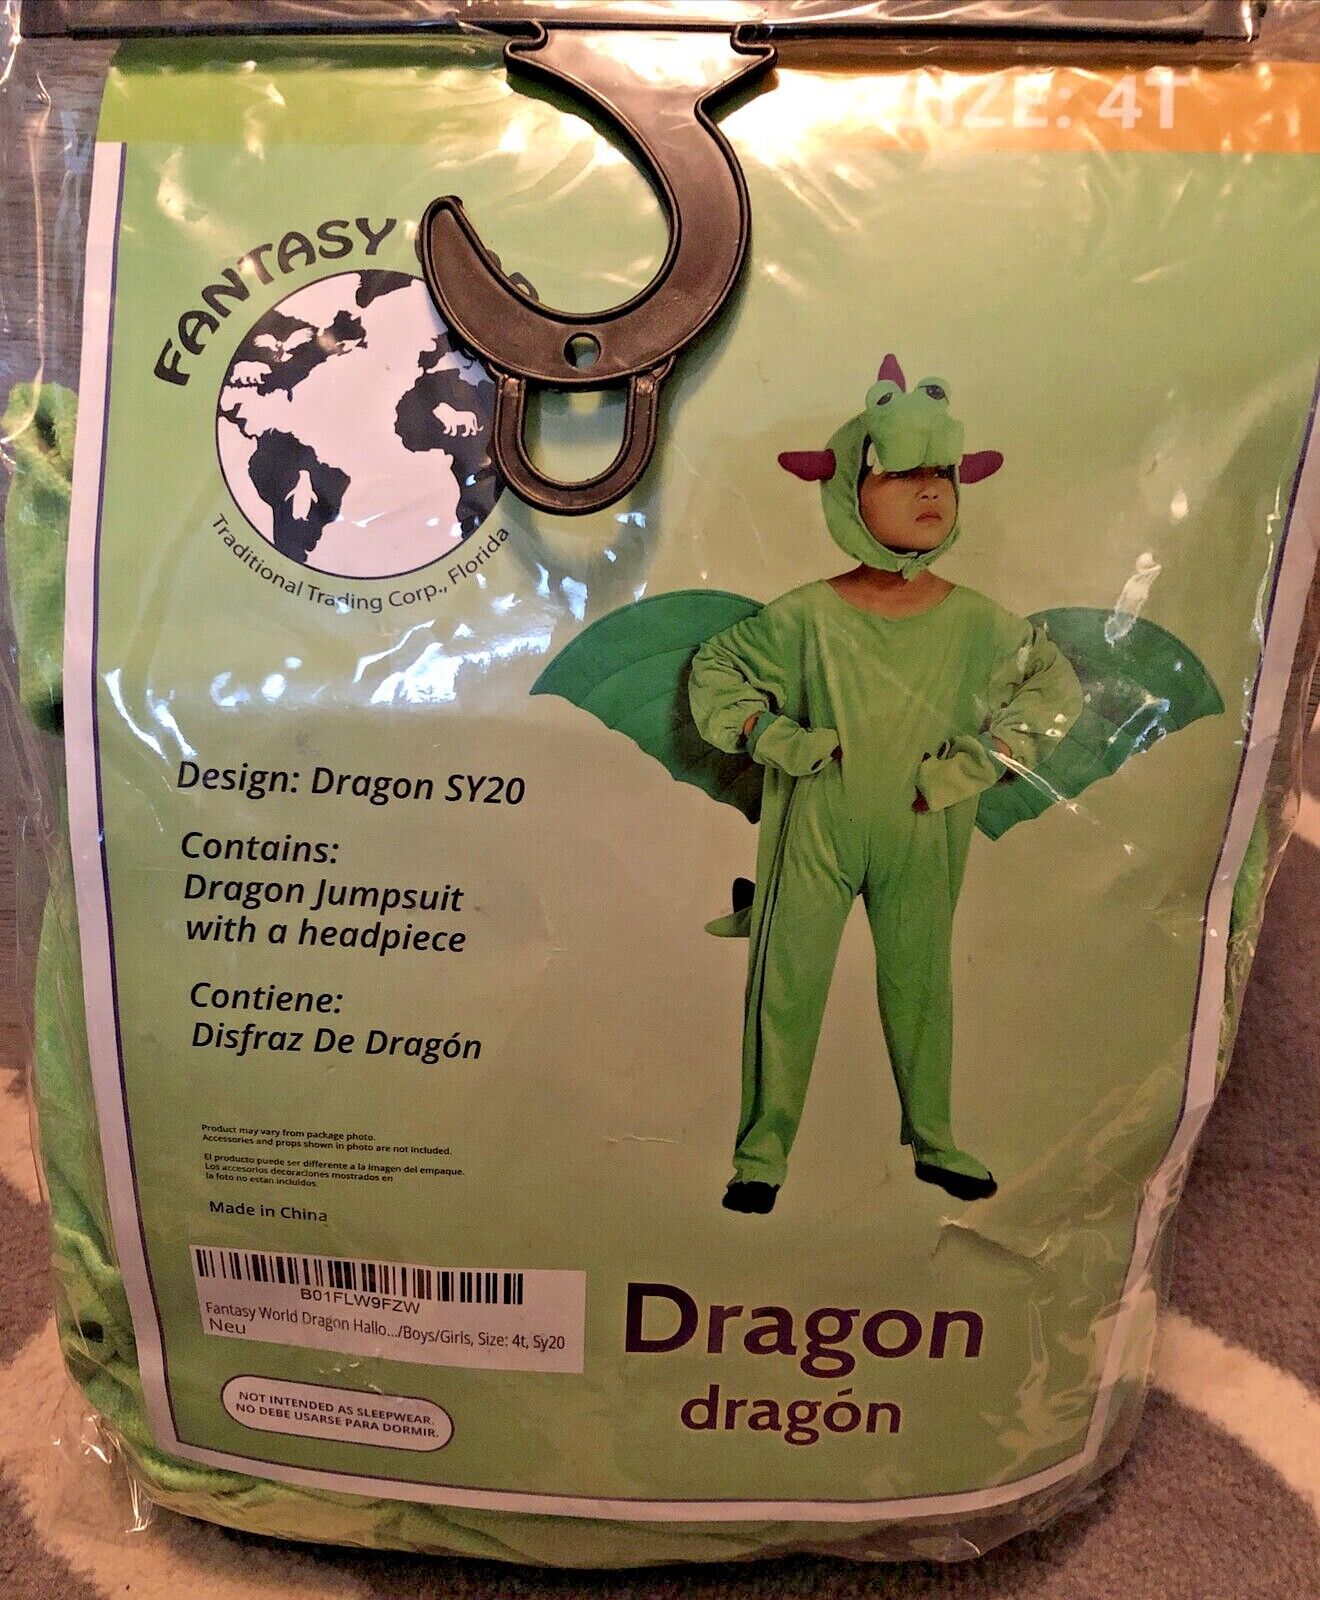 SIZE: 4T
FANTASY
Traditional Trading Corp., Florida
Design: Dragon SY20
Contains:
Dragon Jumpsuit
with a headpiece
Contiene:
Disfraz De Dragón
Product may vary from package photo.
Accessories and props shown in photo are not included.
El producto puede ser differente a la imagen del empaque.
Los accesorios decoraciones mostrados en
la foto no estan incluidos.
Made in China
B01FLW9FZW
Fantasy World Dragon Hallo.../Boys/Girls, Size: 4t, Sy20
Neu
NOT INTENDED AS SLEEPWEAR.
NO DEBE USARSE PARA DORMIR.
Dragon
dragón